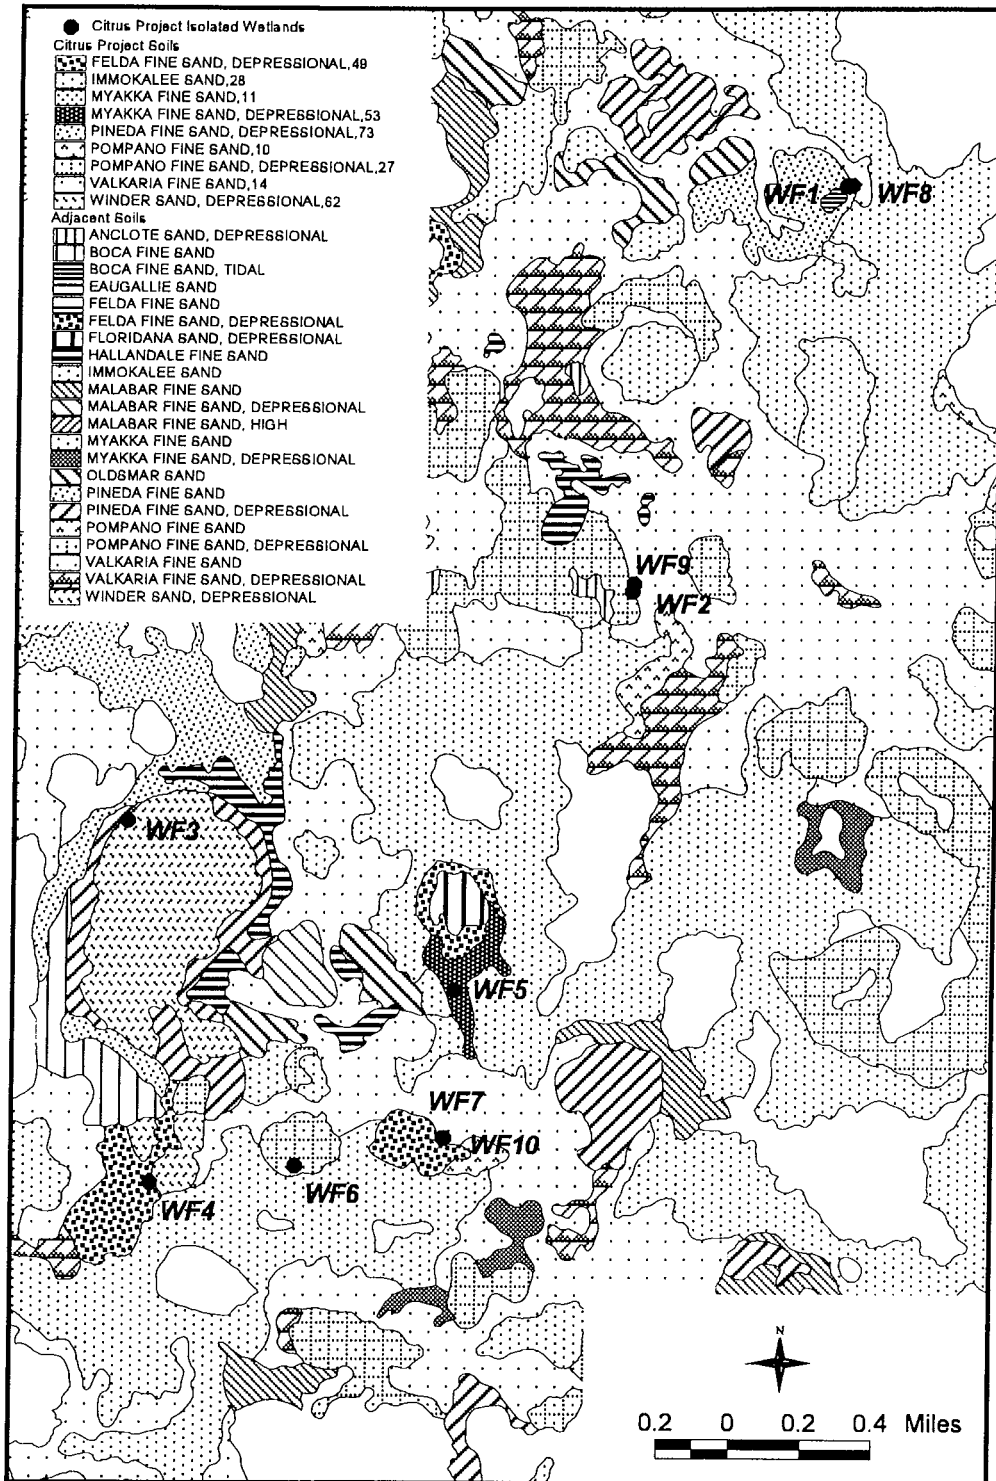 Citrus Project Isolated Wetlands
Citrus Project Soils
FELDA FINE SAND, DEPRESSIONAL,49
IMMOKALEE SAND,28
MYAKKA FINE SAND,11
MYAKKA FINE SAND, DEPRESSIONAL,53
PINEDA FINE SAND, DEPRESSIONAL,73
POMPANO FINE SAND,10
POMPANO FINE SAND, DEPRESSIONAL,27
VALKARIA FINE SAND,14
WINDER SAND, DEPRESSIONAL,62
Adjacent Soils
ANCLOTE SAND, DEPRESSIONAL
BOCA FINE SAND
BOCA FINE SAND, TIDAL
EAUGALLIE SAND
FELDA FINE SAND
FELDA FINE SAND, DEPRESSIONAL
FLORIDANA SAND, DEPRESSIONAL
HALLANDALE FINE SAND
IMMOKALEE SAND
MALABAR FINE SAND
MALABAR FINE SAND, DEPRESSIONAL
MALABAR FINE SAND, HIGH
MYAKKA FINE SAND
MYAKKA FINE SAND, DEPRESSIONAL
OLDSMAR SAND
PINEDA FINE SAND
PINEDA FINE SAND, DEPRESSIONAL
POMPANO FINE SAND
POMPANO FINE SAND, DEPRESSIONAL
VALKARIA FINE SAND
VALKARIA FINE SAND, DEPRESSIONAL
WINDER SAND, DEPRESSIONAL
WF1 WF8
WF9
WF2
WF3
WF5
WF7
WF10
WF6
WF4
N
0.2 0 0.2 0.4 Miles